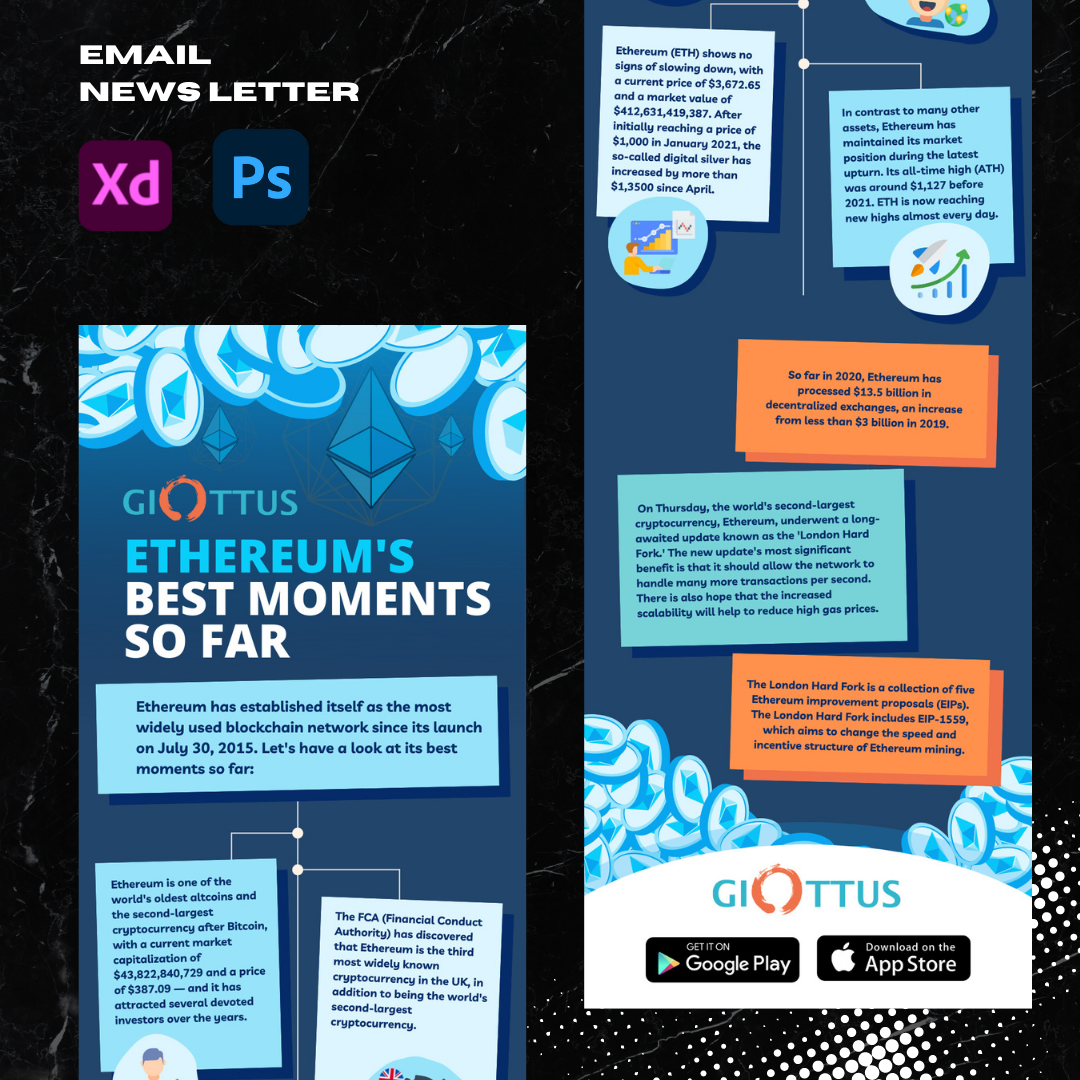 EMAIL
NEWS LETTER
Xd
Ps
GIOTTUS
ETHEREUM'S
BEST MOMENTS
SO FAR
Ethereum has established itself as the most
widely used blockchain network since its launch
on July 30, 2015. Let's have a look at its best
moments so far:
Ethereum is one of the
world's oldest altcoins and
the second-largest
cryptocurrency after Bitcoin,
with a current market
capitalization of
$43,822,840,729 and a price
of $387.09 — and it has
attracted several devoted
investors over the years.
The FCA (Financial Conduct
Authority) has discovered
that Ethereum is the third
most widely known
cryptocurrency in the UK, in
addition to being the world's
second-largest
cryptocurrency.
Ethereum (ETH) shows no
signs of slowing down, with
a current price of $3,672.65
and a market value of
$412,631,419,387. After
initially reaching a price of
$1,000 in January 2021, the
so-called digital silver has
increased by more than
$1,3500 since April.
In contrast to many other
assets, Ethereum has
maintained its market
position during the latest
upturn. Its all-time high (ATH)
was around $1,127 before
2021. ETH is now reaching
new highs almost every day.
So far in 2020, Ethereum has
processed $13.5 billion in
decentralized exchanges, an increase
from less than $3 billion in 2019.
On Thursday, the world's second-largest
cryptocurrency, Ethereum, underwent a long-
awaited update known as the 'London Hard
Fork.' The new update's most significant
benefit is that it should allow the network to
handle many more transactions per second.
There is also hope that the increased
scalability will help to reduce high gas prices.
The London Hard Fork is a collection of five
Ethereum improvement proposals (EIPs).
The London Hard Fork includes EIP-1559,
which aims to change the speed and
incentive structure of Ethereum mining.
GIOTTUS
GET IT ON
Google Play
Download on the
App Store